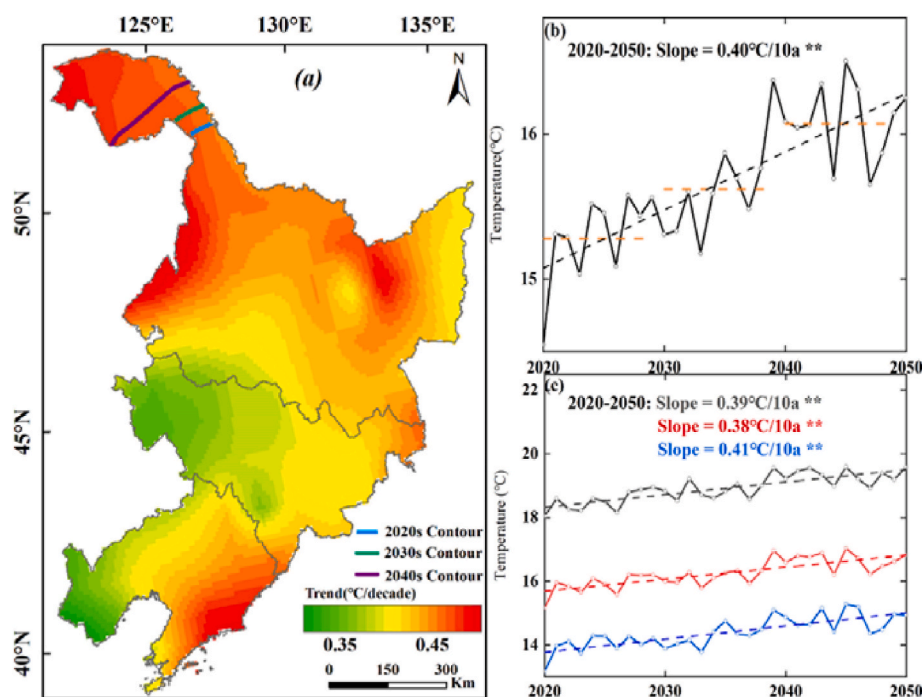 125°E 130°E 135°E
(a)
N
50°N
45°N
40°N
2020s Contour
2030s Contour
2040s Contour
Trend(°C/decade)
0.35 0.45
0 150 300
Km
(b)
2020-2050: Slope = 0.40°C/10a **
Temperature(°C)
16
15
2020 2030 2040 2050
(c)
2020-2050: Slope = 0.39°C/10a **
Slope = 0.38°C/10a **
Slope = 0.41°C/10a **
Temperature (°C)
22
20
18
16
14
2020 2030 2040 2050